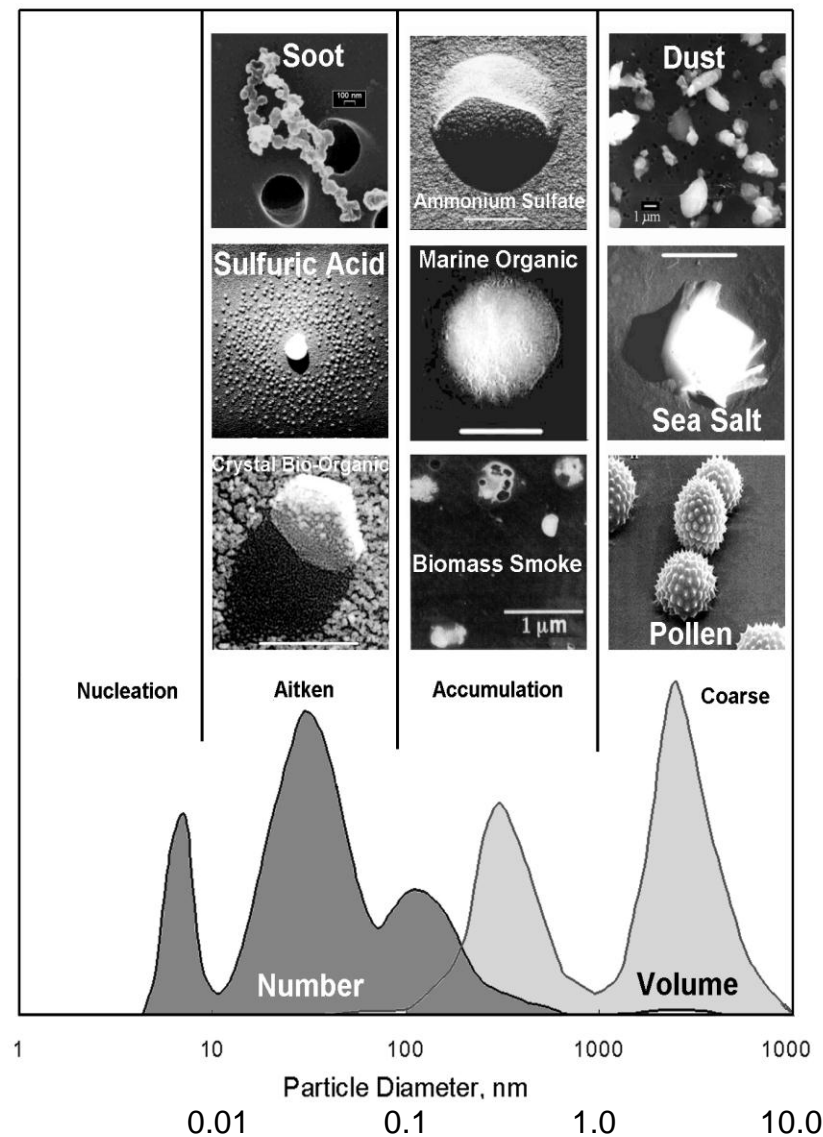 Soot
100 nm
Ammonium Sulfate
Dust
1 μm
Sulfuric Acid
Marine Organic
Sea Salt
Crystal Bio-Organic
Biomass Smoke
1 μm
Pollen
Nucleation
Aitken
Accumulation
Coarse
Number
Volume
1 10 100 1000 1000
Particle Diameter, nm
0.01 0.1 1.0 10.0